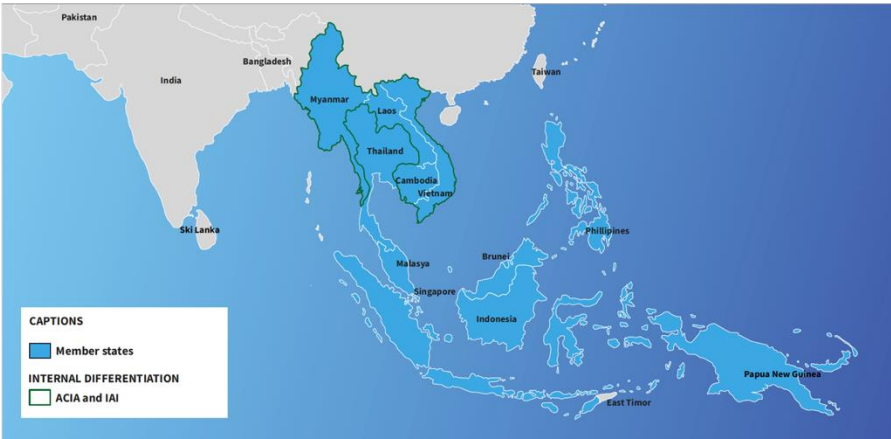 Pakistan
Taiwan
Bangladesh
India
Myanmar
Laos
Thailand
Cambodia
Vietnam
Ski Lanka
Phillipines
Brunei
Malasya
Singapore
Indonesia
Papua New Guinea
East Timor
CAPTIONS
Member states
INTERNAL DIFFERENTIATION
ACIA and IAI